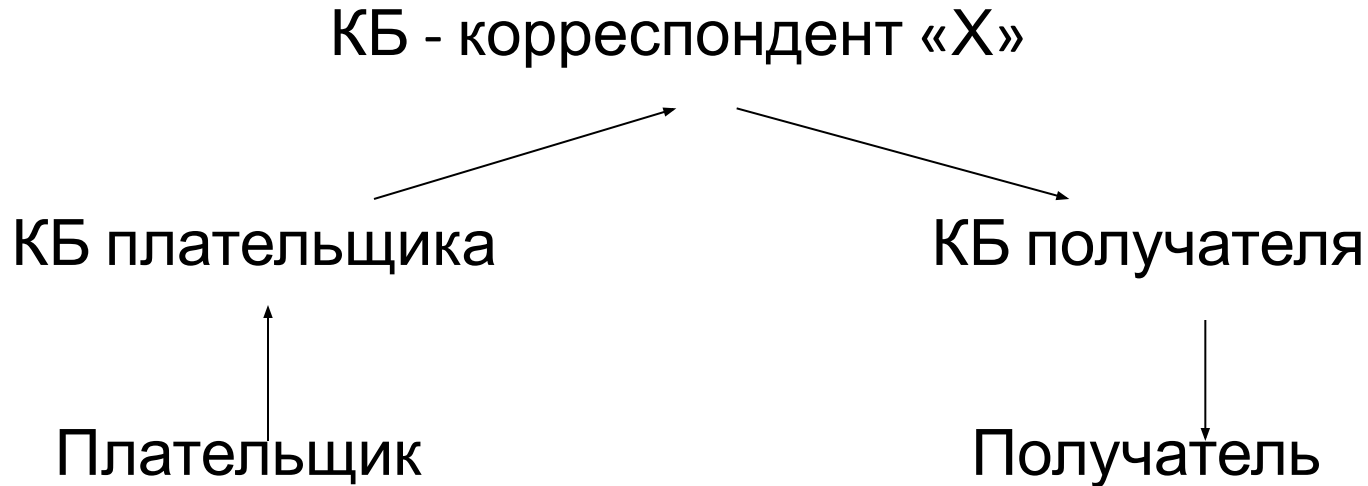 КБ - корреспондент «Х»
КБ плательщика
КБ получателя
Плательщик
Получатель